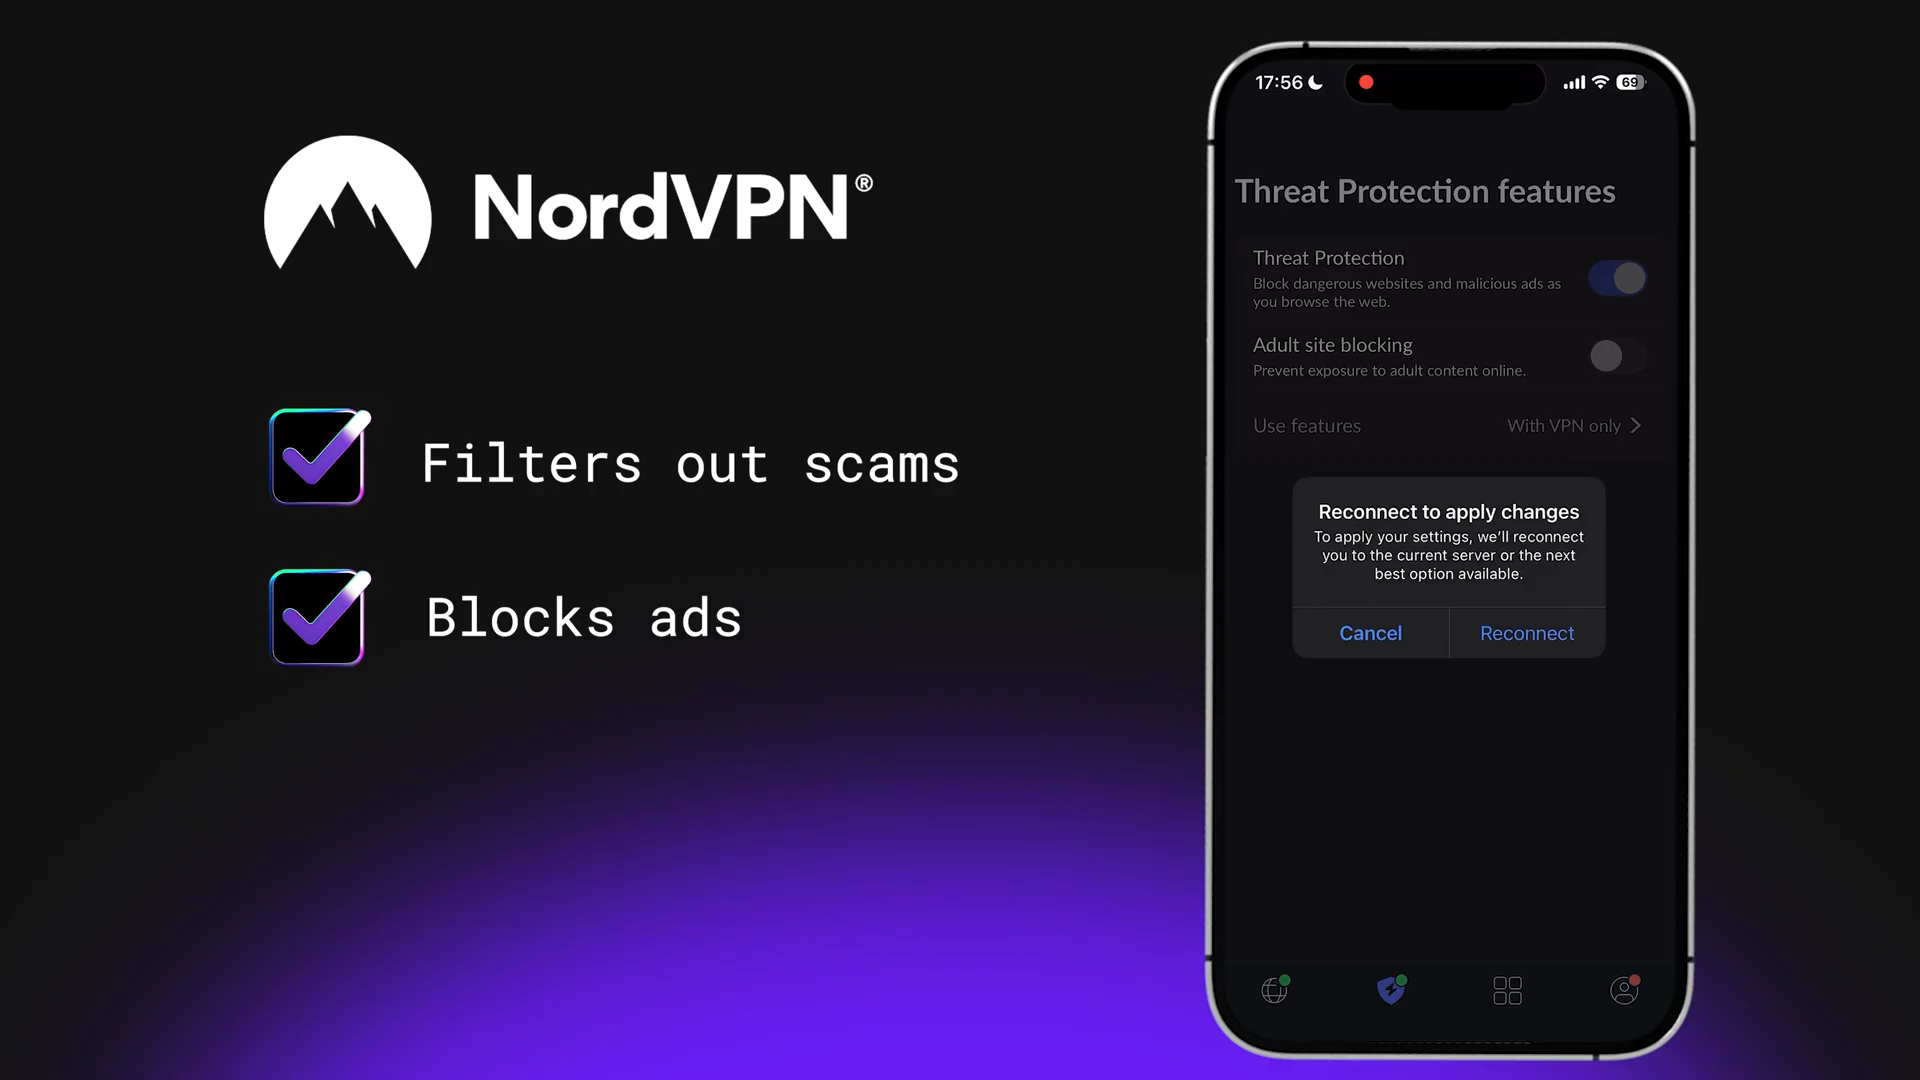 NordVPN®
Filters out scams
Blocks ads
17:56
69
Threat Protection features
Threat Protection
Block dangerous websites and malicious ads as
you browse the web.
Adult site blocking
Prevent exposure to adult content online.
Use features With VPN only
Reconnect to apply changes
To apply your settings, we'll reconnect
you to the current server or the next
best option available.
Cancel Reconnect